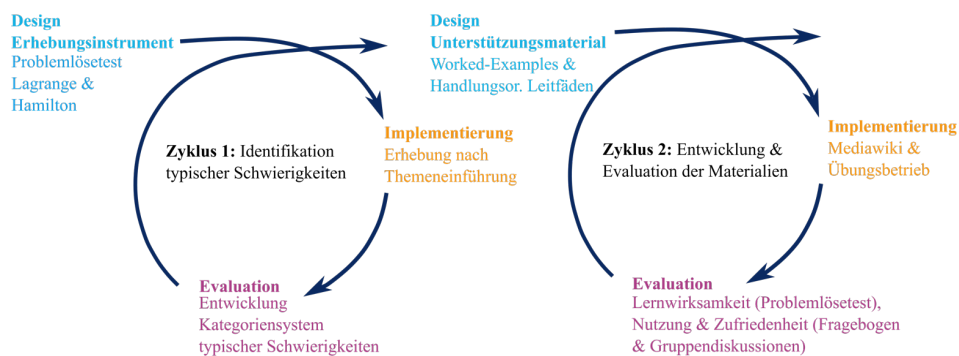 Design
Erhebungsinstrument
Problemlösetest
Lagrange &
Hamilton
Implementierung
Erhebung nach
Themeneinführung
Zyklus 1: Identifikation
typischer Schwierigkeiten
Evaluation
Entwicklung
Kategoriensystem
typischer Schwierigkeiten
Design
Unterstützungsmaterial
Worked-Examples &
Handlungsor. Leitfäden
Implementierung
Mediawiki &
Übungsbetrieb
Zyklus 2: Entwicklung &
Evaluation der Materialien
Evaluation
Lernwirksamkeit (Problemlösetest),
Nutzung & Zufriedenheit (Fragebogen
& Gruppendiskussionen)